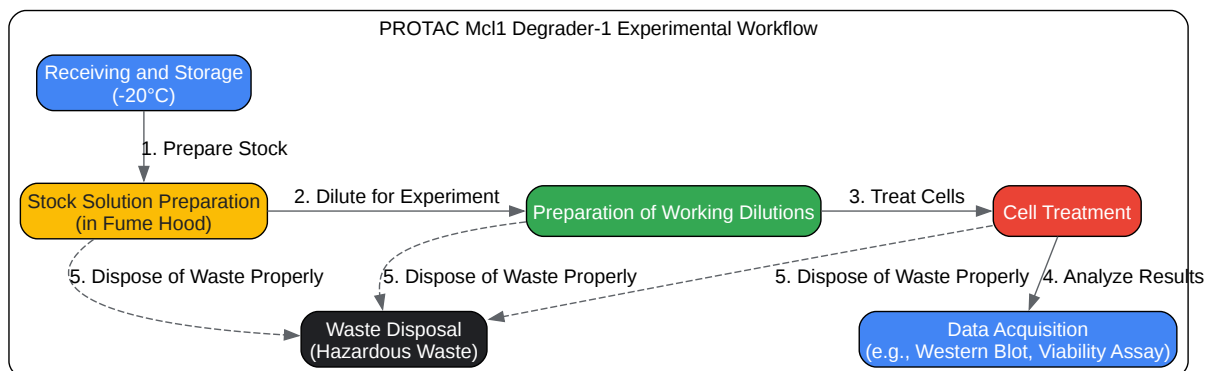 PROTAC Mcl1 Degrader-1 Experimental Workflow
Receiving and Storage
(-20°C)
1. Prepare Stock
Stock Solution Preparation
(in Fume Hood)
2. Dilute for Experiment
Preparation of Working Dilutions
3. Treat Cells
Cell Treatment
5. Dispose of Waste Properly
5. Dispose of Waste Properly
5. Dispose of Waste Properly
4. Analyze Results
Waste Disposal
(Hazardous Waste)
Data Acquisition
(e.g., Western Blot, Viability Assay)